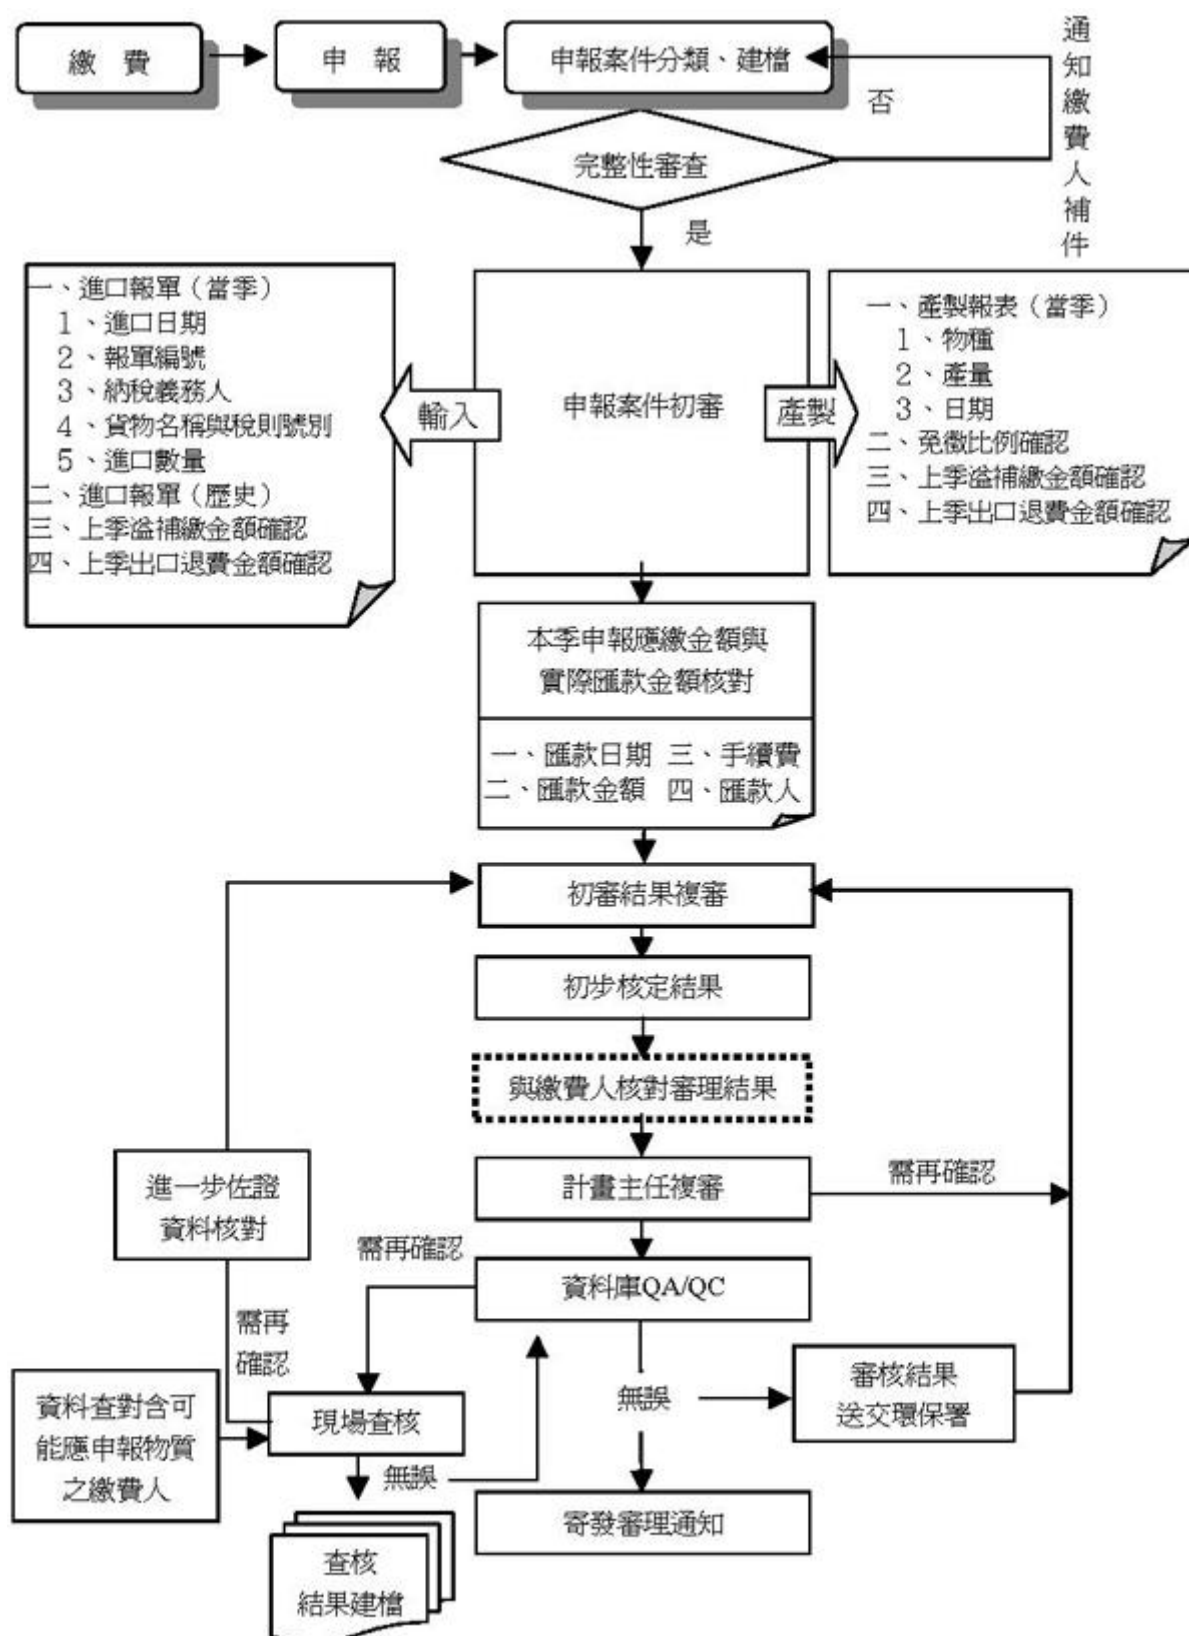 繳 費
申 報
申報案件分類、建檔
通知繳費人補件
否
完整性審查
是
一、進口報單（當季）
1、進口日期
2、報單編號
3、納稅義務人
4、貨物名稱與稅則號別
5、進口數量
二、進口報單（歷史）
三、上季溢補繳金額確認
四、上季出口退費金額確認
輸入
申報案件初審
產製
一、產製報表（當季）
1、物種
2、產量
3、日期
二、免徵比例確認
三、上季溢補繳金額確認
四、上季出口退費金額確認
本季申報應繳金額與
實際匯款金額核對
一、匯款日期 三、手續費
二、匯款金額 四、匯款人
初審結果複審
初步核定結果
與繳費人核對審理結果
計畫主任複審
需再確認
進一步佐證
資料核對
需再確認
資料庫QA/QC
需再
確認
無誤
審核結果
送交環保署
資料查對含可
能應申報物質
之繳費人
現場查核
無誤
寄發審理通知
查核
結果建檔